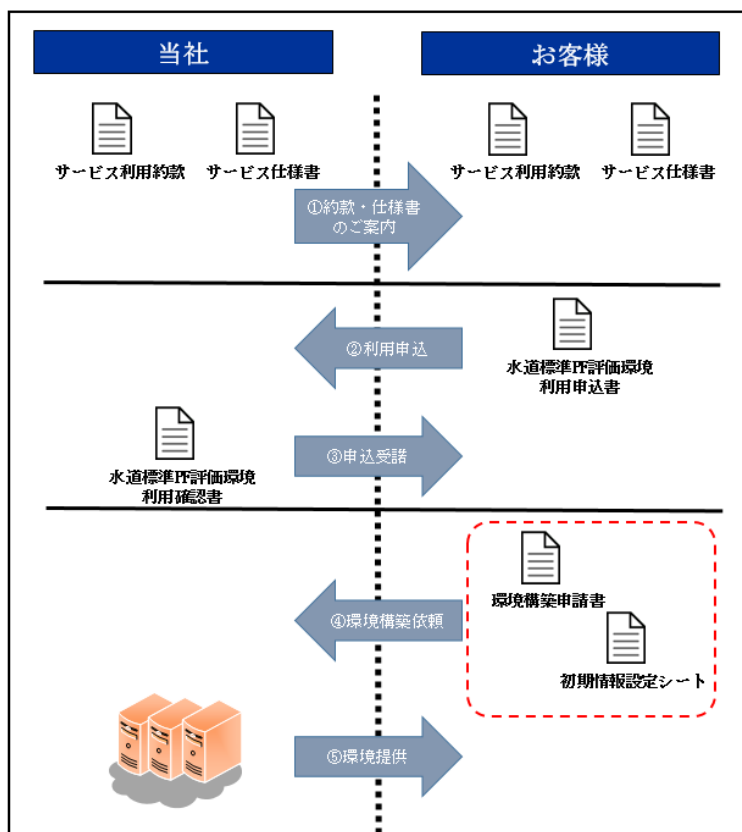 当社
お客様
サービス利用約款
サービス仕様書
サービス利用約款
サービス仕様書
①約款・仕様書
のご案内
②利用申込
水道標準PF評価環境
利用申込書
③申込受諾
水道標準PF評価環境
利用確認書
環境構築申請書
④環境構築依頼
初期情報設定シート
⑤環境提供